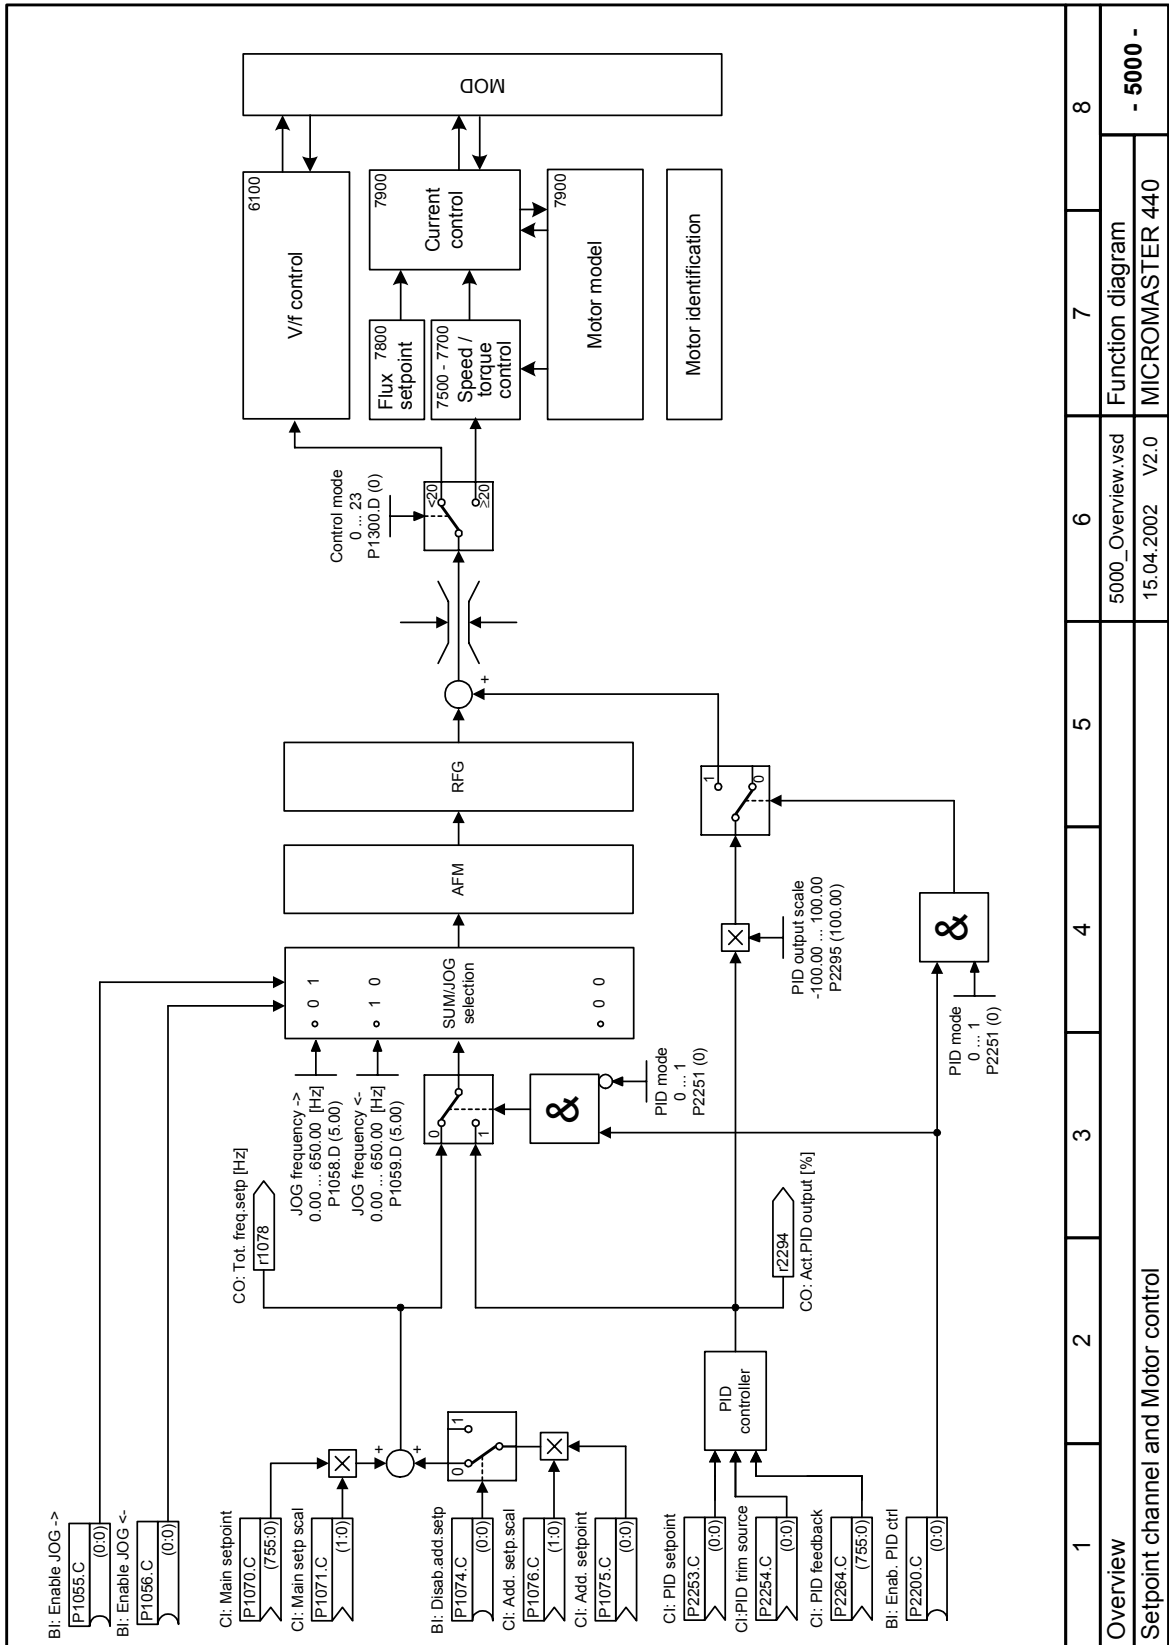 BI: Enable JOG ->
P1055.C
(0:0)
BI: Enable JOG <-
P1056.C
(0:0)
CI: Main setpoint
P1070.C
(755:0)
CI: Main setp scal
P1071.C
(1:0)
BI: Disab.add.setp
P1074.C
(0:0)
CI: Add. setp.scal
P1076.C
(1:0)
CI: Add. setpoint
P1075.C
(0:0)
CI: PID setpoint
P2253.C
(0:0)
CI:PID trim source
P2254.C
(0:0)
CI: PID feedback
P2264.C
(755:0)
BI: Enab. PID ctrl
P2200.C
(0:0)
+
+
0
1
PID
controller
CO: Tot. freq.setp [Hz]
r1078
r2294
CO: Act.PID output [%]
JOG frequency ->
0.00 ... 650.00 [Hz]
P1058.D (5.00)
JOG frequency <-
0.00 ... 650.00 [Hz]
P1059.D (5.00)
0
1
&
PID mode
0 ... 1
P2251 (0)
0 1
1 0
SUM/JOG
selection
0 0
AFM
RFG
PID output scale
-100.00 ... 100.00
P2295 (100.00)
&
PID mode
0 ... 1
P2251 (0)
1
0
+
Control mode
0 ... 23
P1300.D (0)
<20
≥20
6100
V/f control
Flux 7800
setpoint
7500 - 7700
Speed /
torque
control
7900
Current
control
7900
Motor model
Motor identification
MOD
1
2
3
4
5
6
7
8
Overview
5000_Overview.vsd
Function diagram
- 5000 -
Setpoint channel and Motor control
15.04.2002 V2.0
MICROMASTER 440